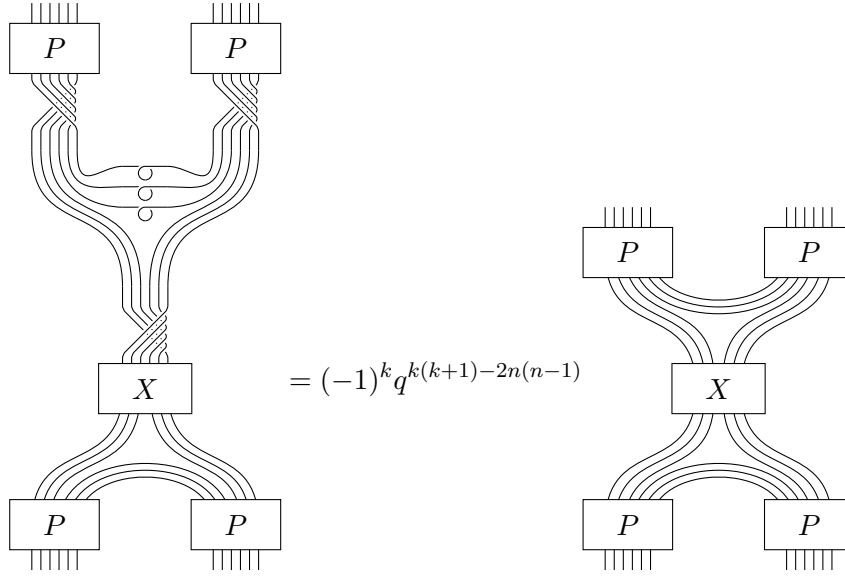 P P
P P
X = (-1)^k q^{k(k+1)-2n(n-1)} X
P P P P